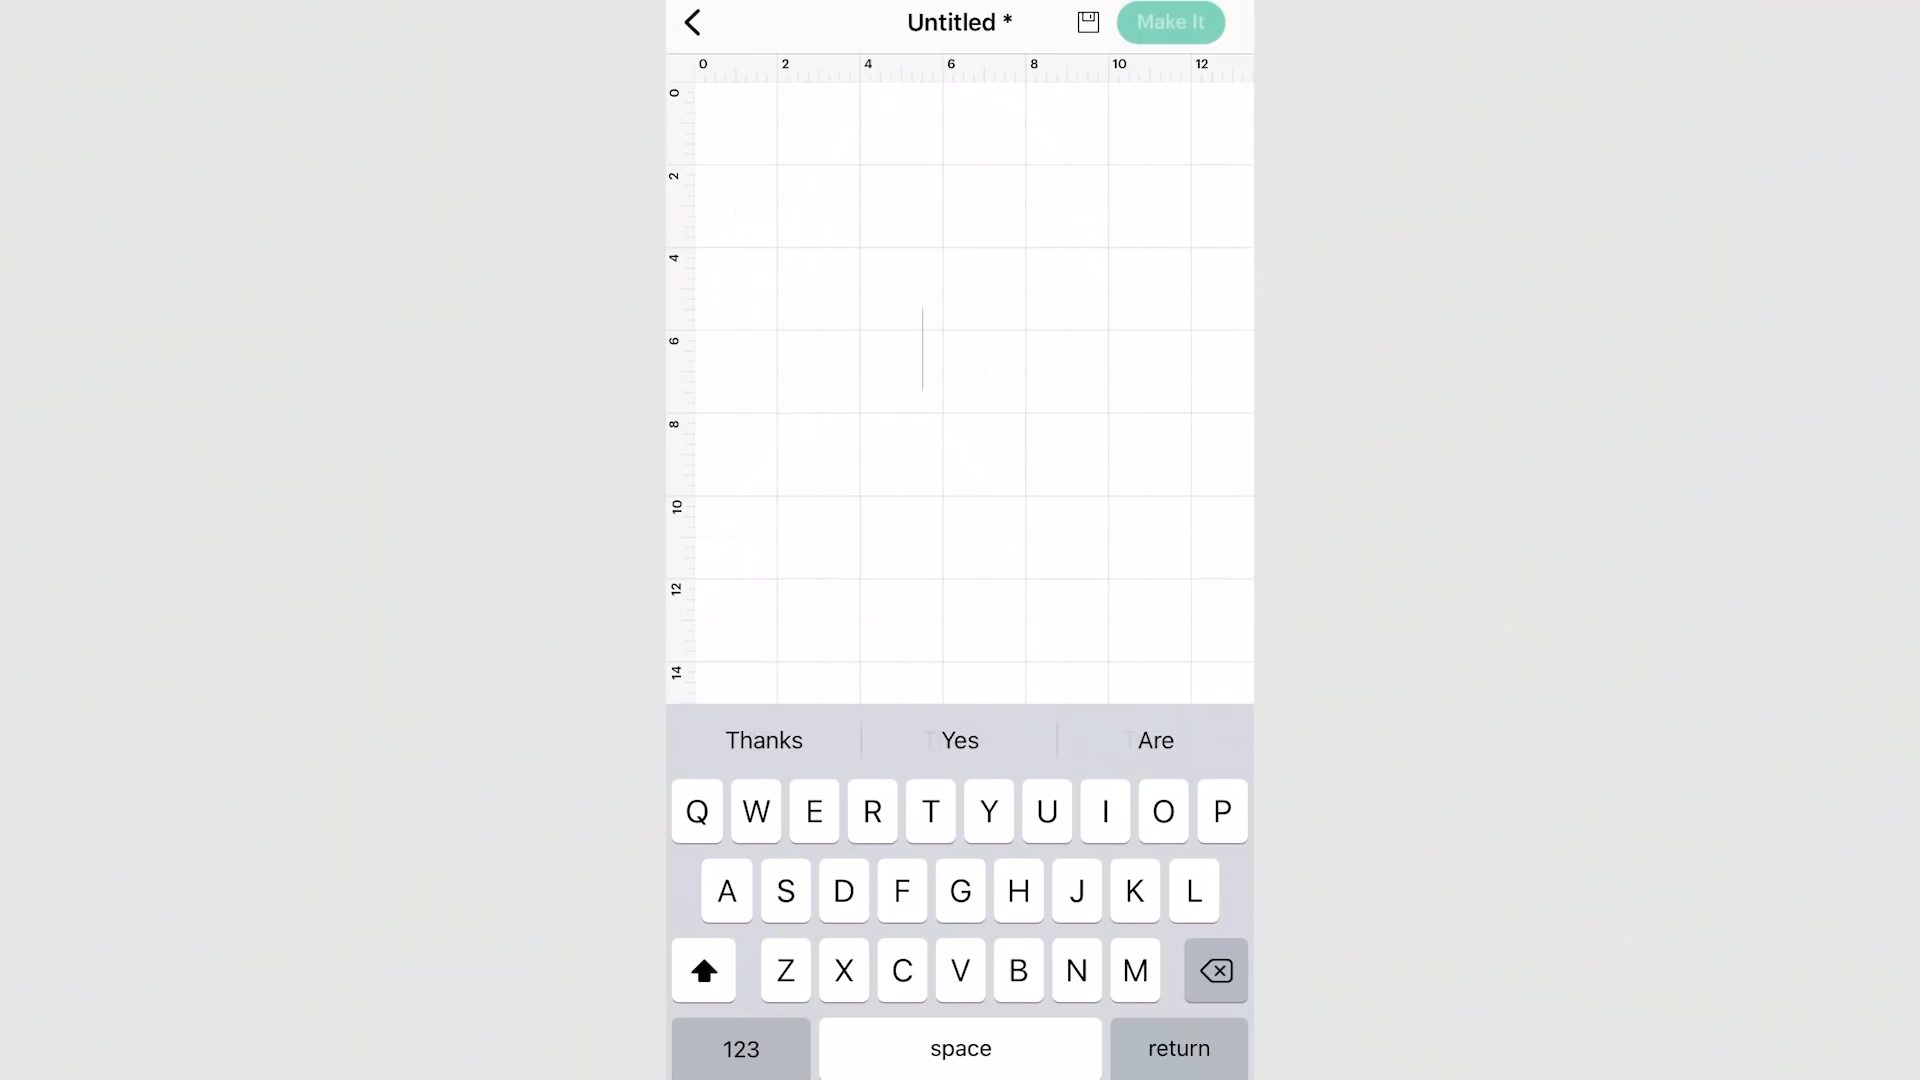 Untitled *
Make It
0 2 4 6 8 10 12
0
2
4
6
8
10
12
14
Thanks Yes Are
Q W E R T Y U I O P
A S D F G H J K L
Z X C V B N M
123 space return